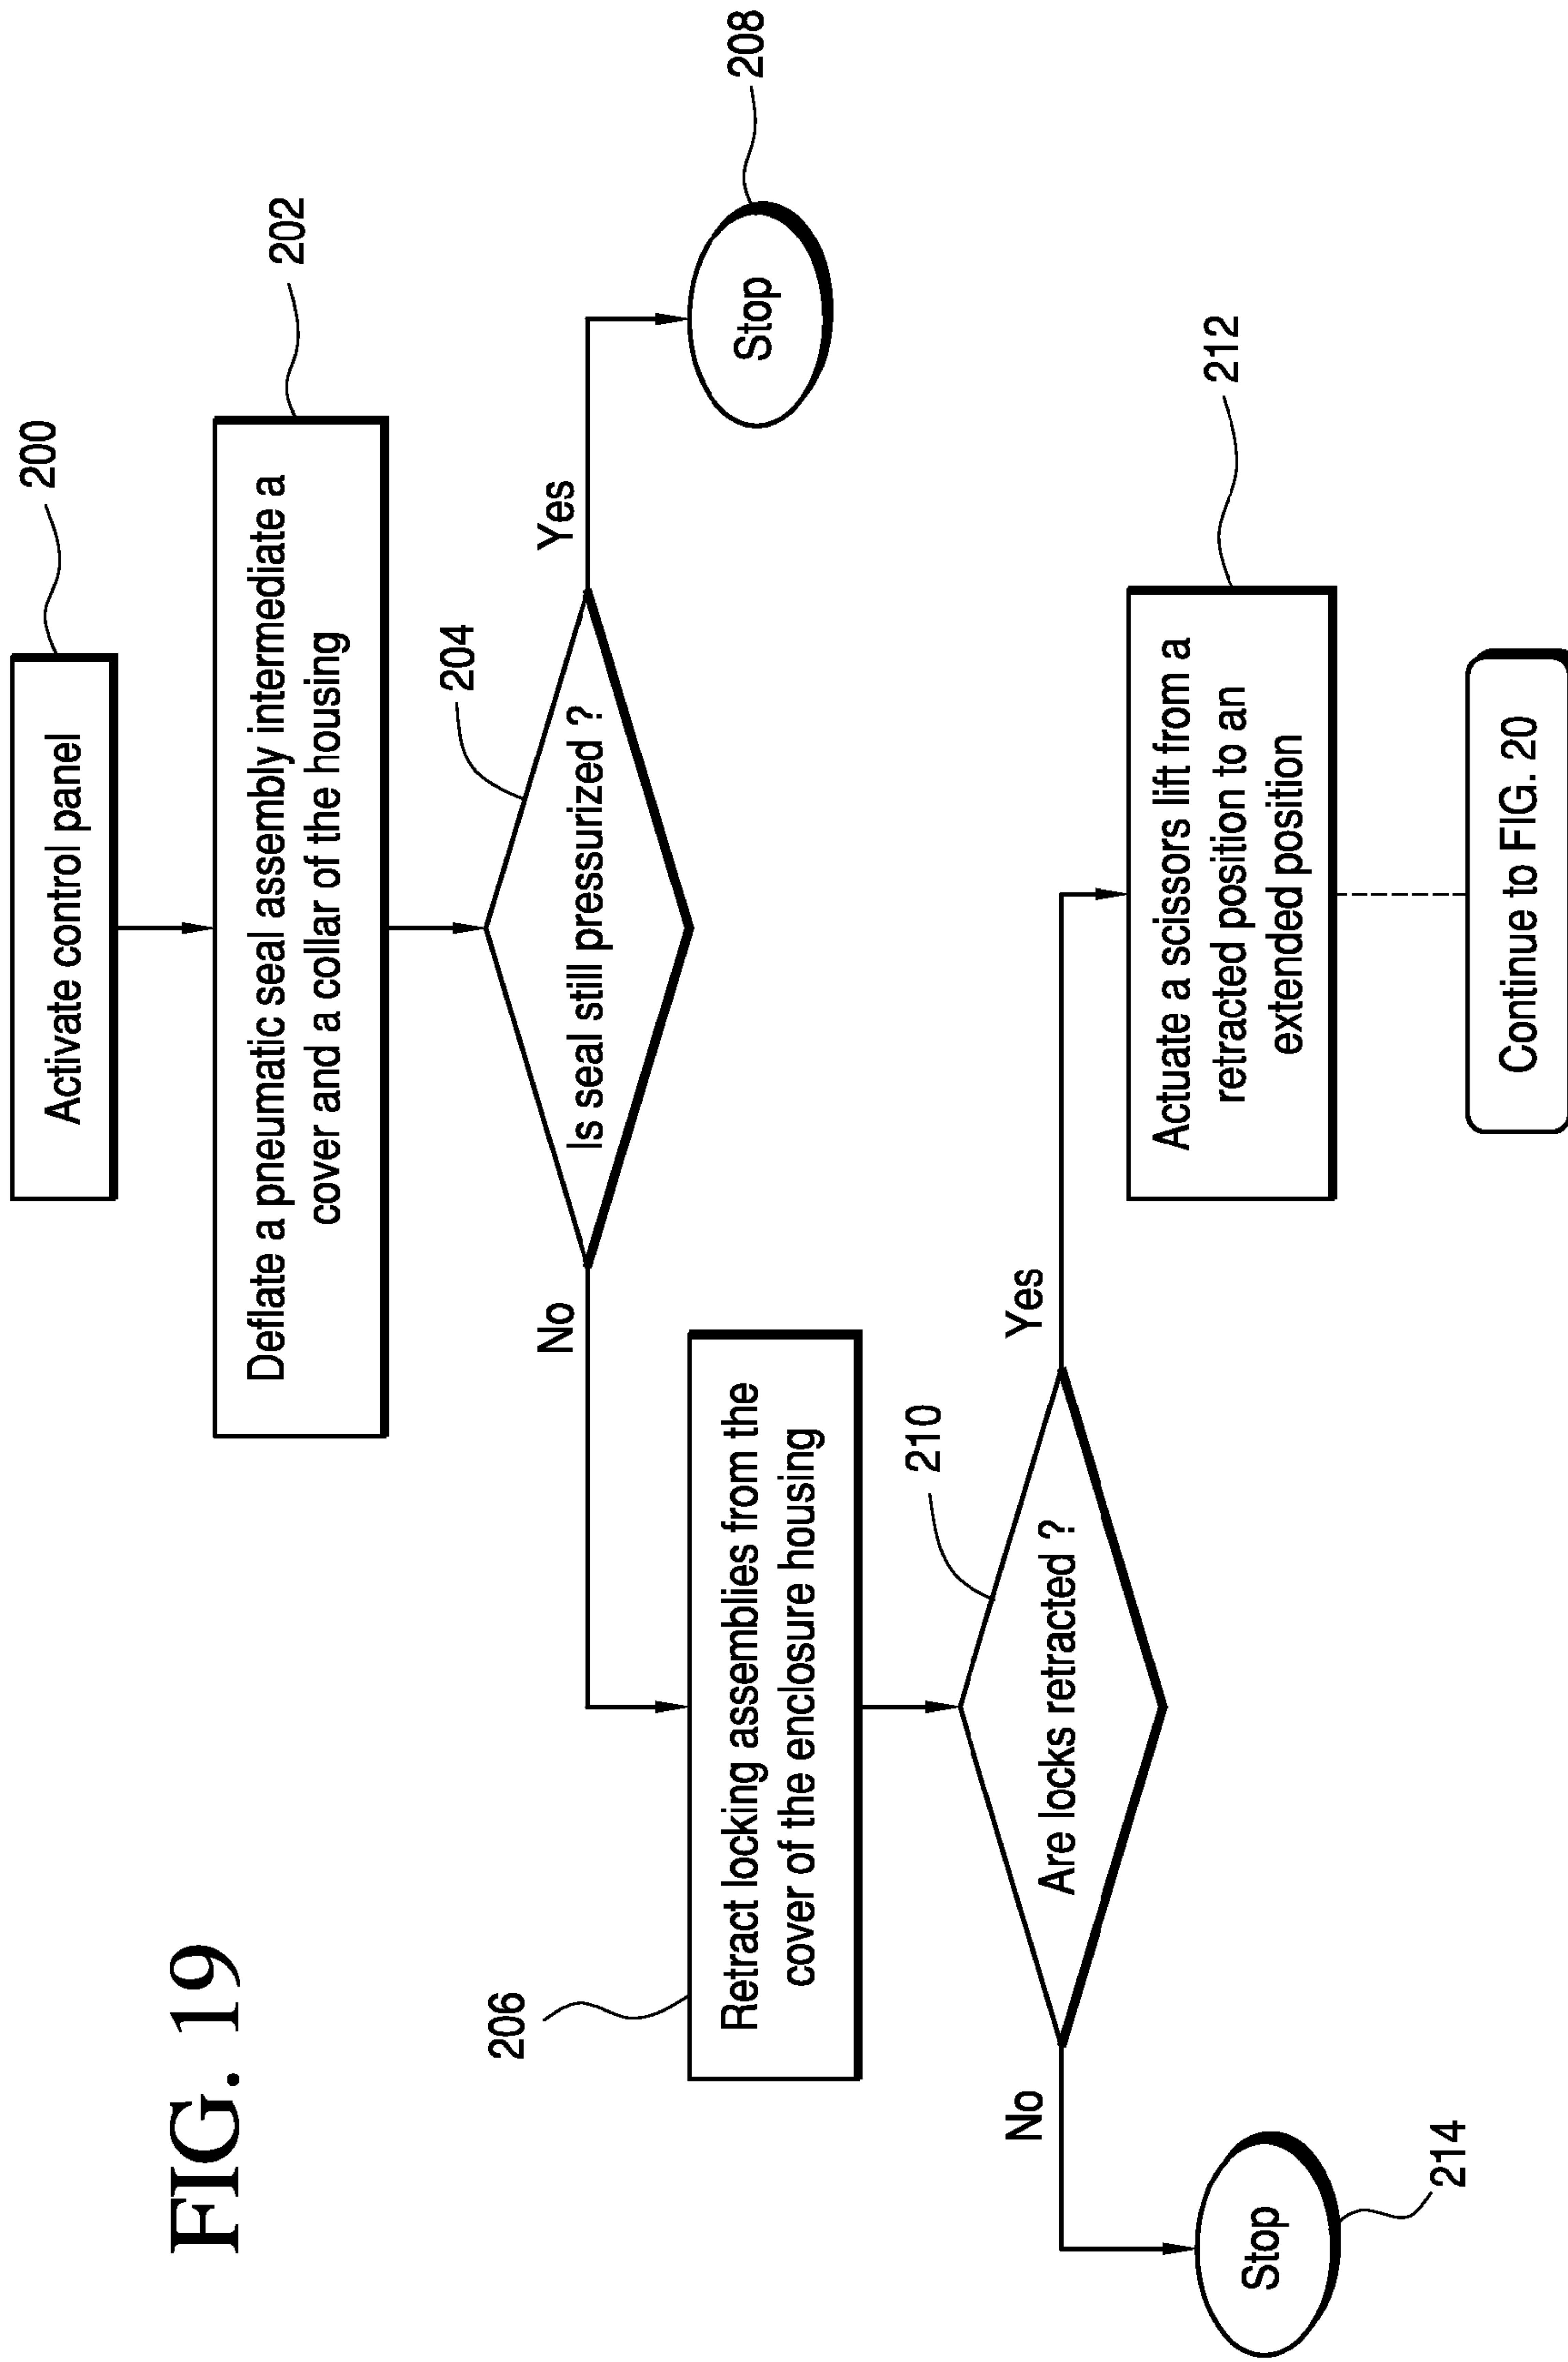 FIG. 19
Activate control panel
200
Deflate a pneumatic seal assembly intermediate a
cover and a collar of the housing
202
204
Is seal still pressurized ?
No
Yes
206
Retract locking assemblies from the
cover of the enclosure housing
Stop
208
210
Are locks retracted ?
No
Yes
Stop
214
Actuate a scissors lift from a
retracted position to an
extended position
212
Continue to FIG. 20